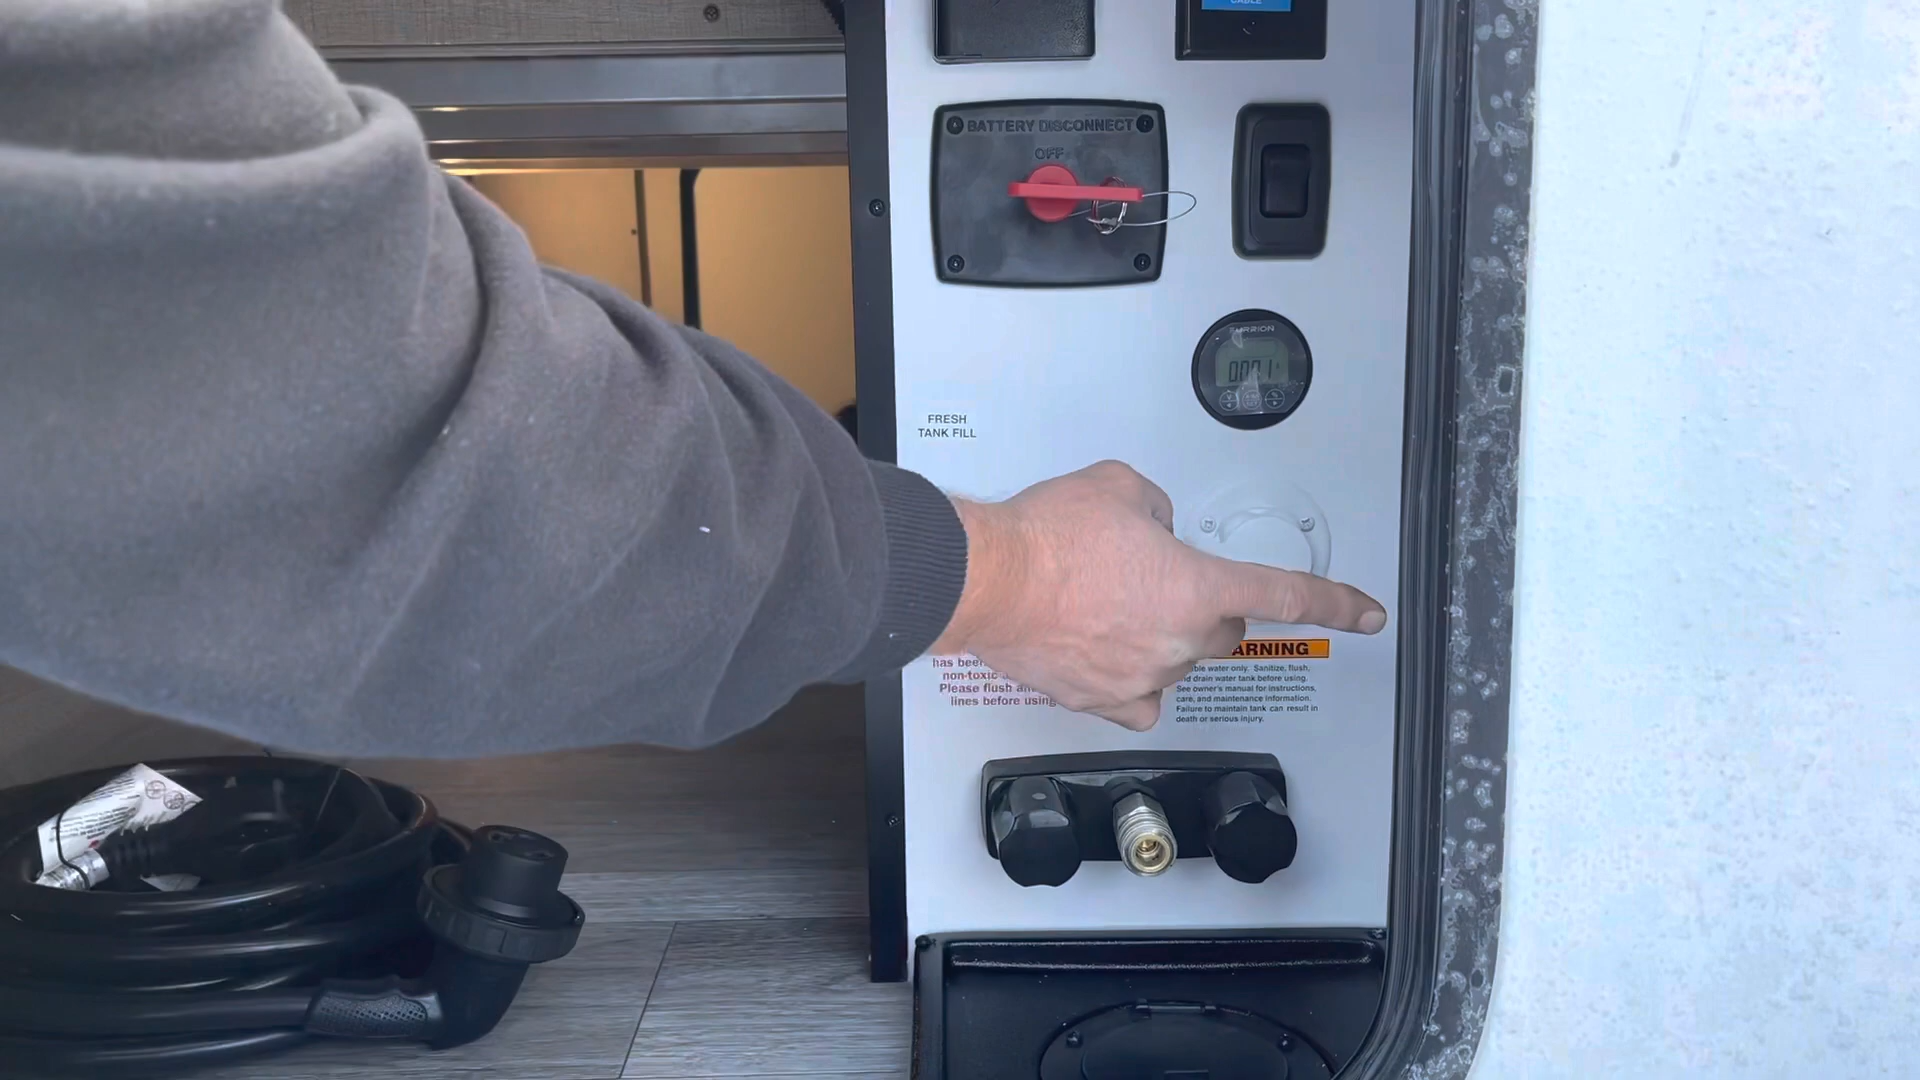 CABLE
BATTERY DISCONNECT
OFF
FURRION
FRESH
TANK FILL
ARNING
ble water only. Sanitize, flush,
nd drain water tank before using.
See owner's manual for instructions,
care, and maintenance information.
Failure to maintain tank can result in
death or serious injury.
has been
non-toxic
Please flush
lines before using